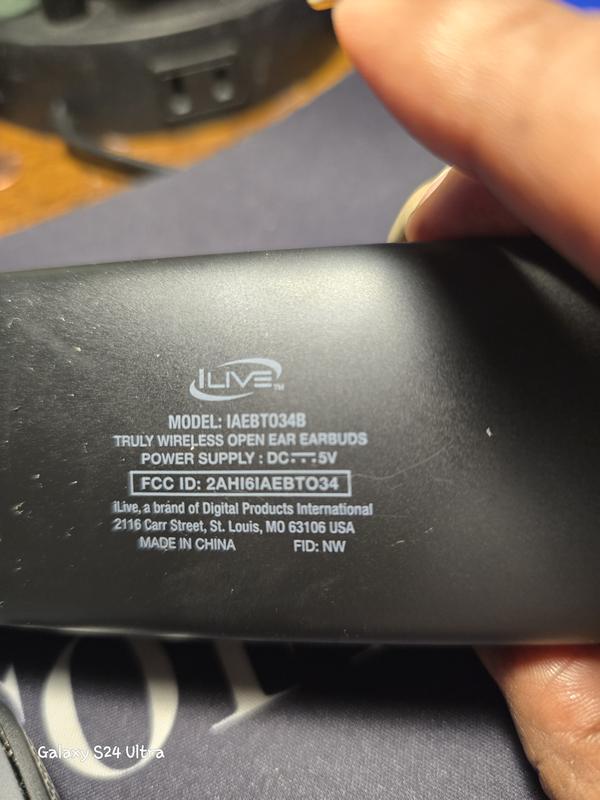 iLIVE™
MODEL: IAEBT034B
TRULY WIRELESS OPEN EAR EARBUDS
POWER SUPPLY : DC⎓5V
FCC ID: 2AHI6IAEBTO34
iLive, a brand of Digital Products International
2116 Carr Street, St. Louis, MO 63106 USA
MADE IN CHINA FID: NW
Galaxy S24 Ultra